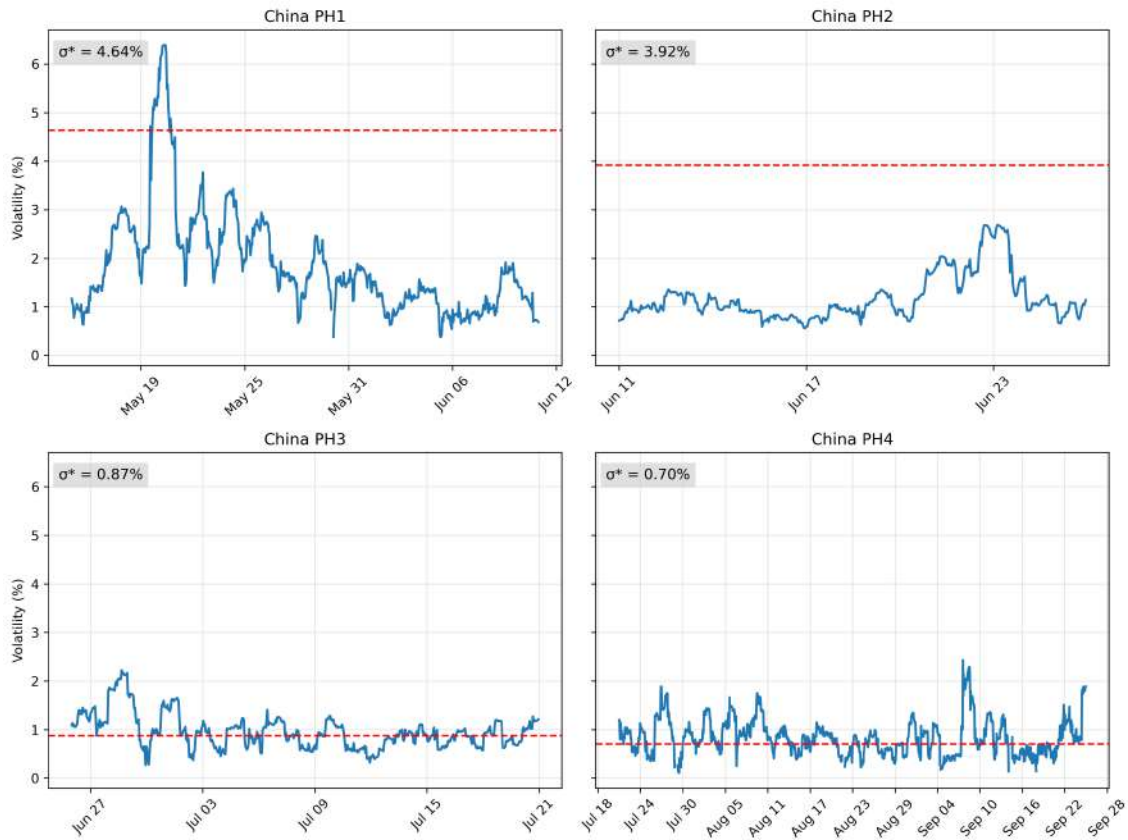 China PH1
China PH2
σ* = 4.64%
σ* = 3.92%
Volatility (%)
6
5
4
3
2
1
0
May 19
May 25
May 31
Jun 06
Jun 12
Jun 11
Jun 17
Jun 23
China PH3
China PH4
σ* = 0.87%
σ* = 0.70%
Volatility (%)
6
5
4
3
2
1
0
Jun 27
Jul 03
Jul 09
Jul 15
Jul 21
Jul 18
Jul 24
Jul 30
Aug 05
Aug 11
Aug 17
Aug 23
Aug 29
Sep 04
Sep 10
Sep 16
Sep 22
Sep 28